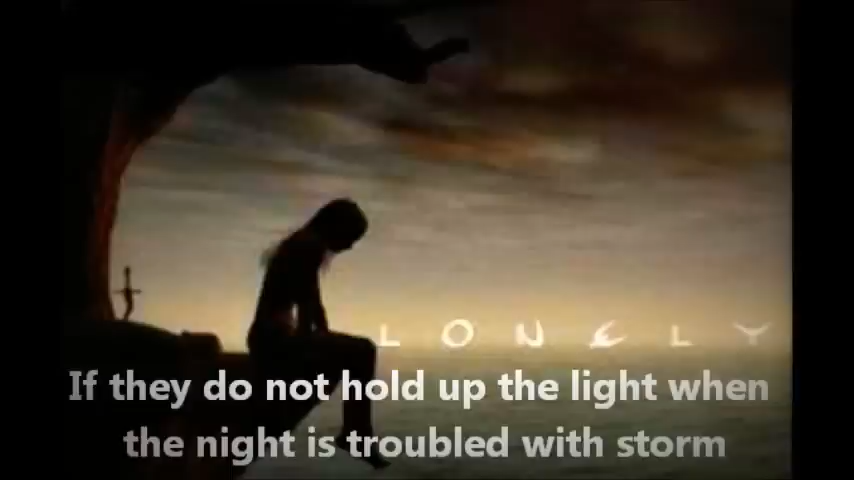 LONELY
If they do not hold up the light when
the night is troubled with storm